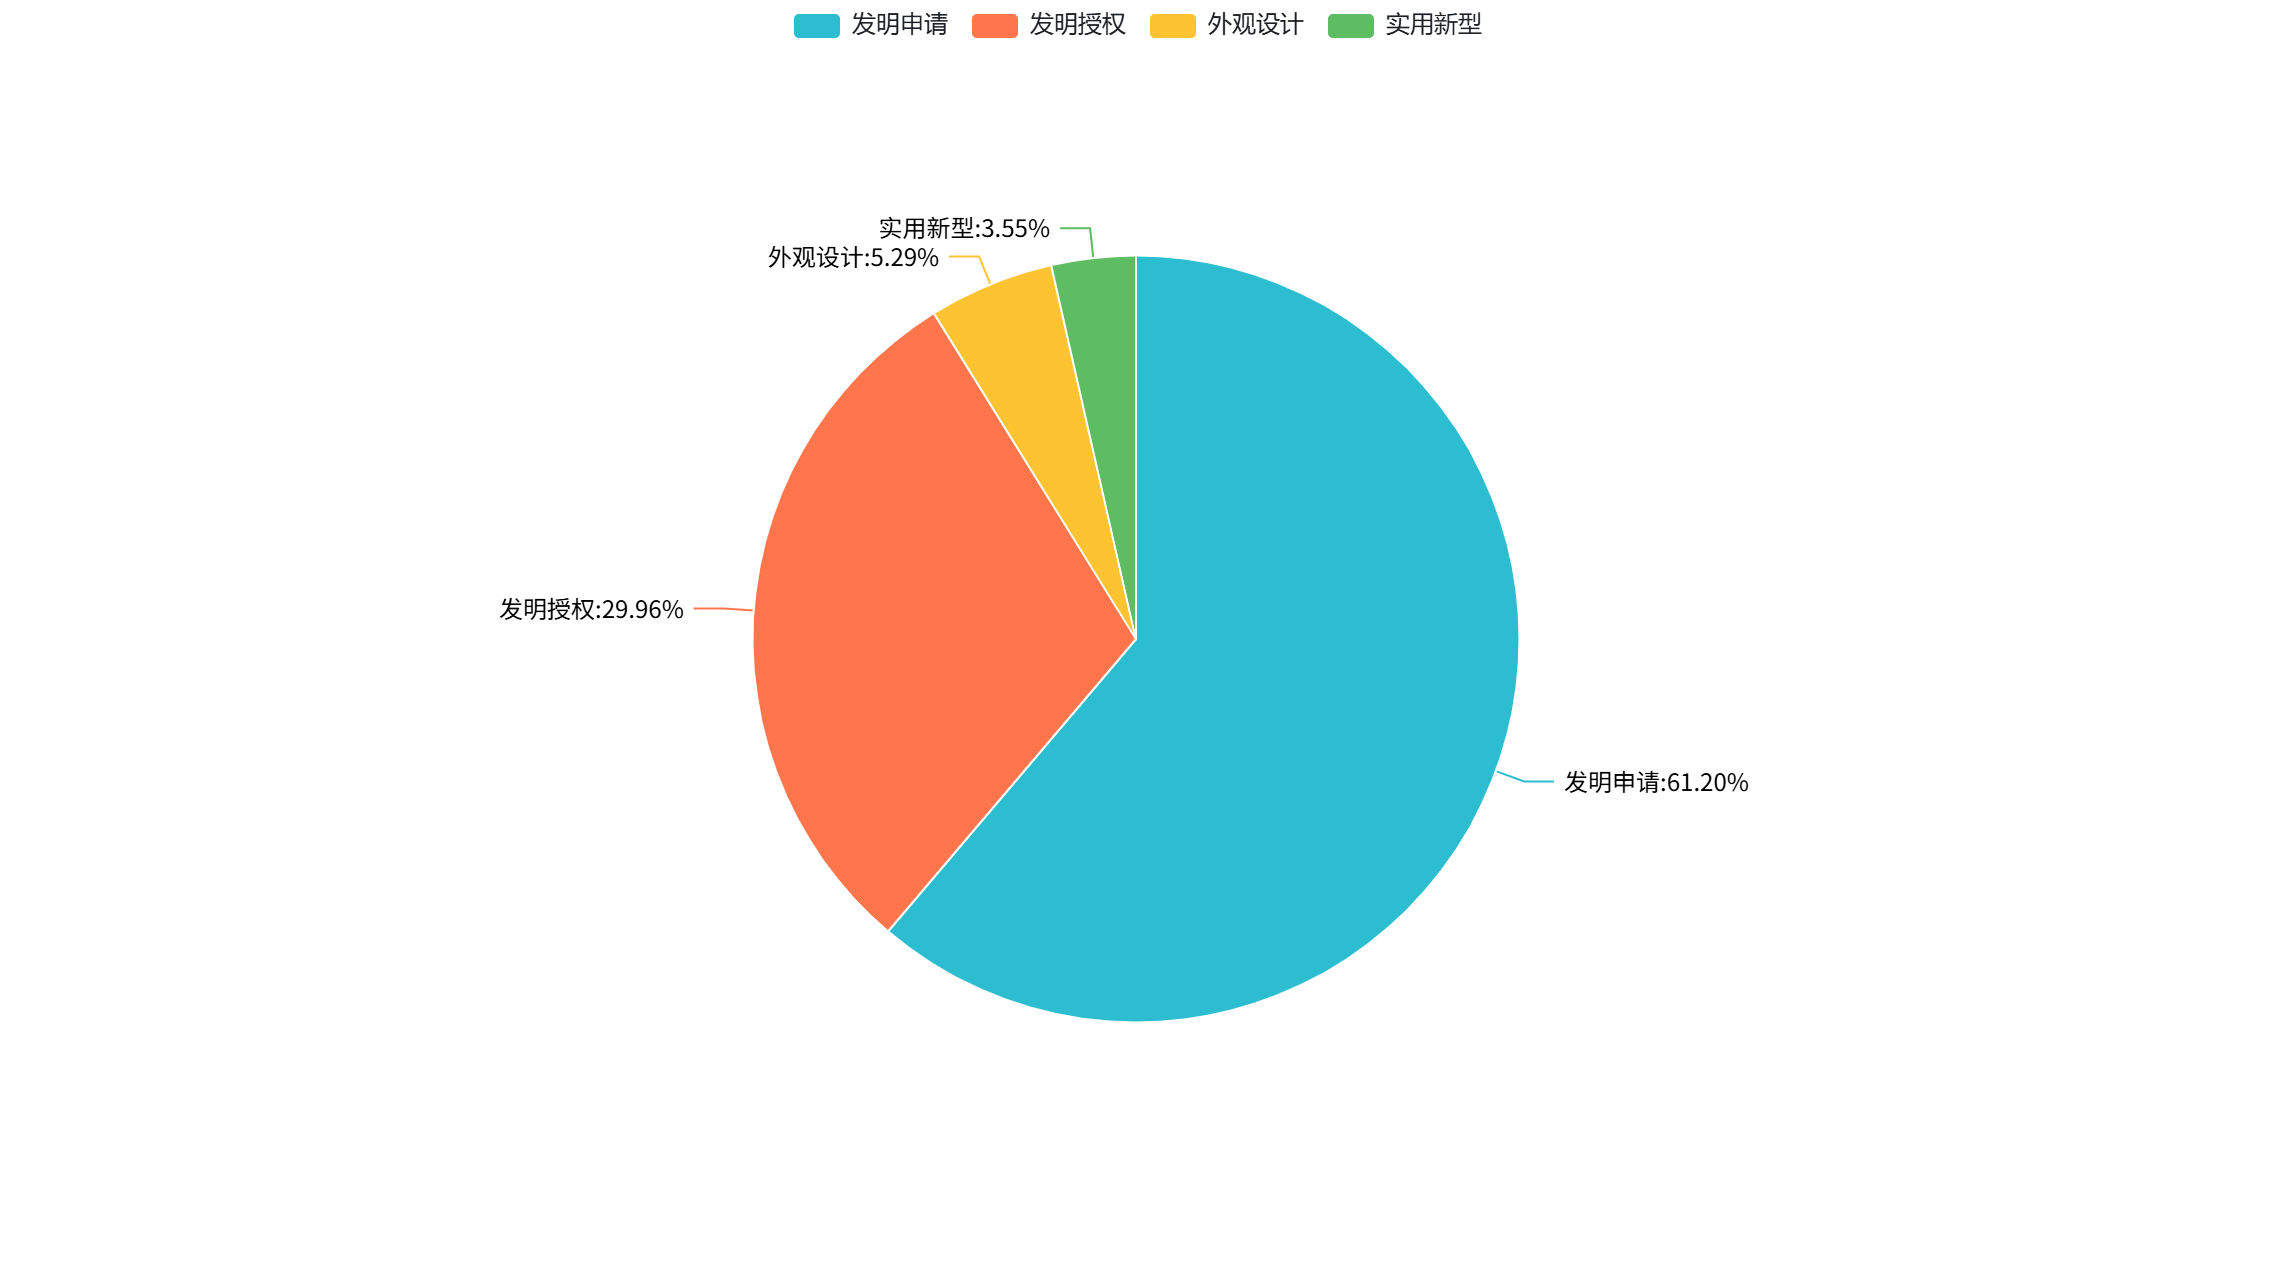 发明申请 发明授权 外观设计 实用新型
实用新型:3.55%
外观设计:5.29%
发明授权:29.96%
发明申请:61.20%